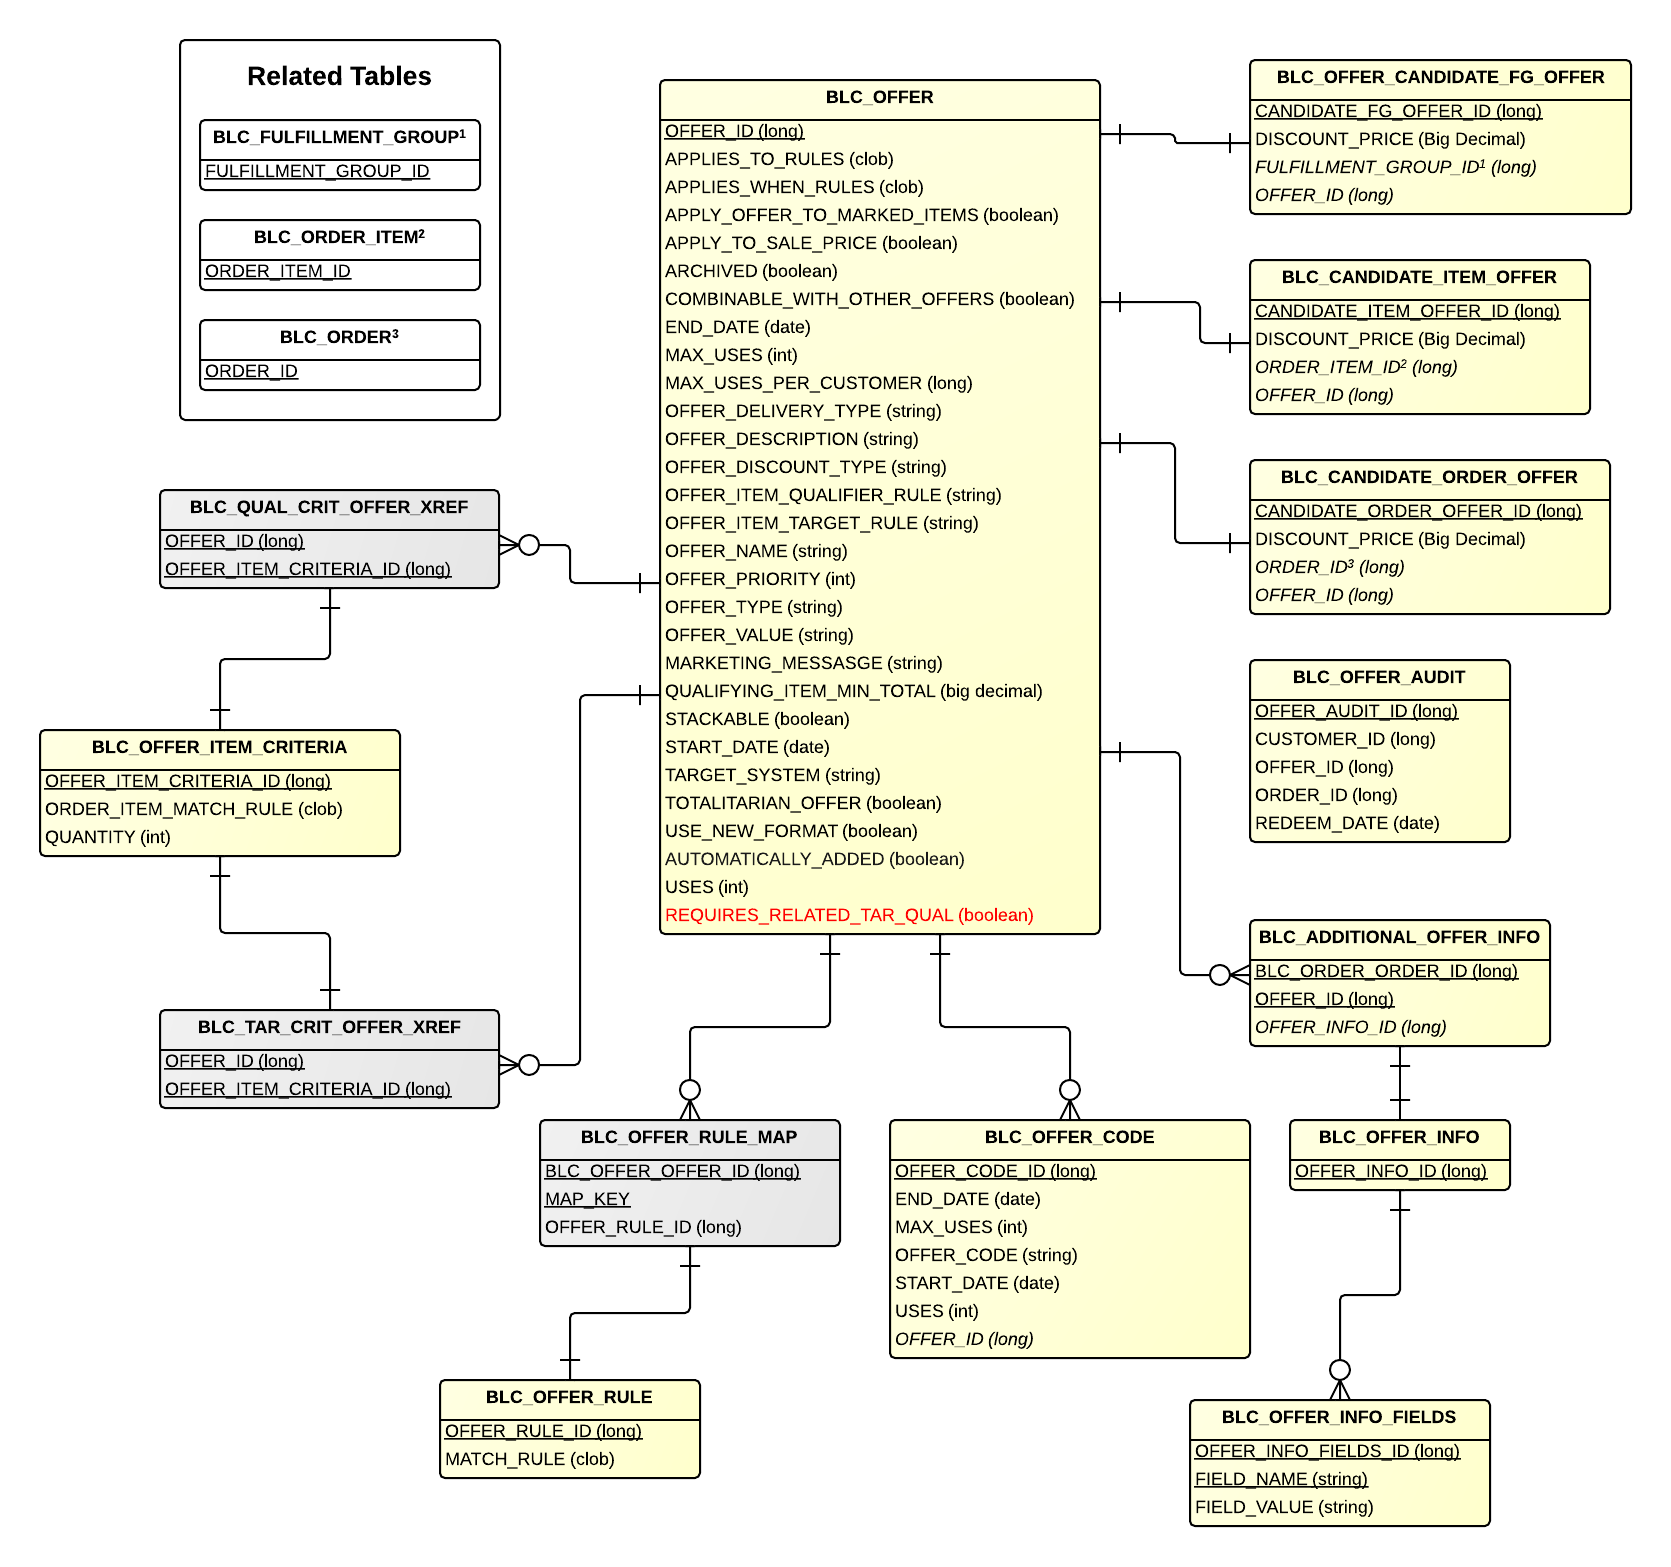 Related Tables
BLC_FULFILLMENT_GROUP¹
FULFILLMENT_GROUP_ID
BLC_ORDER_ITEM²
ORDER_ITEM_ID
BLC_ORDER³
ORDER_ID
BLC_OFFER
OFFER_ID (long)
APPLIES_TO_RULES (clob)
APPLIES_WHEN_RULES (clob)
APPLY_OFFER_TO_MARKED_ITEMS (boolean)
APPLY_TO_SALE_PRICE (boolean)
ARCHIVED (boolean)
COMBINABLE_WITH_OTHER_OFFERS (boolean)
END_DATE (date)
MAX_USES (int)
MAX_USES_PER_CUSTOMER (long)
OFFER_DELIVERY_TYPE (string)
OFFER_DESCRIPTION (string)
OFFER_DISCOUNT_TYPE (string)
OFFER_ITEM_QUALIFIER_RULE (string)
OFFER_ITEM_TARGET_RULE (string)
OFFER_NAME (string)
OFFER_PRIORITY (int)
OFFER_TYPE (string)
OFFER_VALUE (string)
MARKETING_MESSASGE (string)
QUALIFYING_ITEM_MIN_TOTAL (big decimal)
STACKABLE (boolean)
START_DATE (date)
TARGET_SYSTEM (string)
TOTALITARIAN_OFFER (boolean)
USE_NEW_FORMAT (boolean)
AUTOMATICALLY_ADDED (boolean)
USES (int)
REQUIRES_RELATED_TAR_QUAL (boolean)
BLC_OFFER_CANDIDATE_FG_OFFER
CANDIDATE_FG_OFFER_ID (long)
DISCOUNT_PRICE (Big Decimal)
FULFILLMENT_GROUP_ID¹ (long)
OFFER_ID (long)
BLC_CANDIDATE_ITEM_OFFER
CANDIDATE_ITEM_OFFER_ID (long)
DISCOUNT_PRICE (Big Decimal)
ORDER_ITEM_ID² (long)
OFFER_ID (long)
BLC_CANDIDATE_ORDER_OFFER
CANDIDATE_ORDER_OFFER_ID (long)
DISCOUNT_PRICE (Big Decimal)
ORDER_ID³ (long)
OFFER_ID (long)
BLC_OFFER_AUDIT
OFFER_AUDIT_ID (long)
CUSTOMER_ID (long)
OFFER_ID (long)
ORDER_ID (long)
REDEEM_DATE (date)
BLC_QUAL_CRIT_OFFER_XREF
OFFER_ID (long)
OFFER_ITEM_CRITERIA_ID (long)
BLC_OFFER_ITEM_CRITERIA
OFFER_ITEM_CRITERIA_ID (long)
ORDER_ITEM_MATCH_RULE (clob)
QUANTITY (int)
BLC_TAR_CRIT_OFFER_XREF
OFFER_ID (long)
OFFER_ITEM_CRITERIA_ID (long)
BLC_ADDITIONAL_OFFER_INFO
BLC_ORDER_ORDER_ID (long)
OFFER_ID (long)
OFFER_INFO_ID (long)
BLC_OFFER_RULE_MAP
BLC_OFFER_OFFER_ID (long)
MAP_KEY
OFFER_RULE_ID (long)
BLC_OFFER_CODE
OFFER_CODE_ID (long)
END_DATE (date)
MAX_USES (int)
OFFER_CODE (string)
START_DATE (date)
USES (int)
OFFER_ID (long)
BLC_OFFER_INFO
OFFER_INFO_ID (long)
BLC_OFFER_RULE
OFFER_RULE_ID (long)
MATCH_RULE (clob)
BLC_OFFER_INFO_FIELDS
OFFER_INFO_FIELDS_ID (long)
FIELD_NAME (string)
FIELD_VALUE (string)